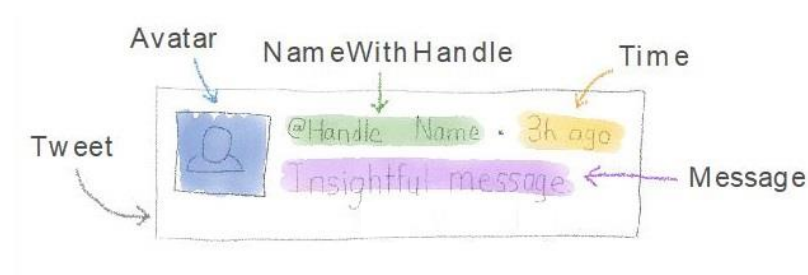 Avatar
NameWithHandle
Time
Tweet
@Handle Name · 3h ago
Insightful message
Message